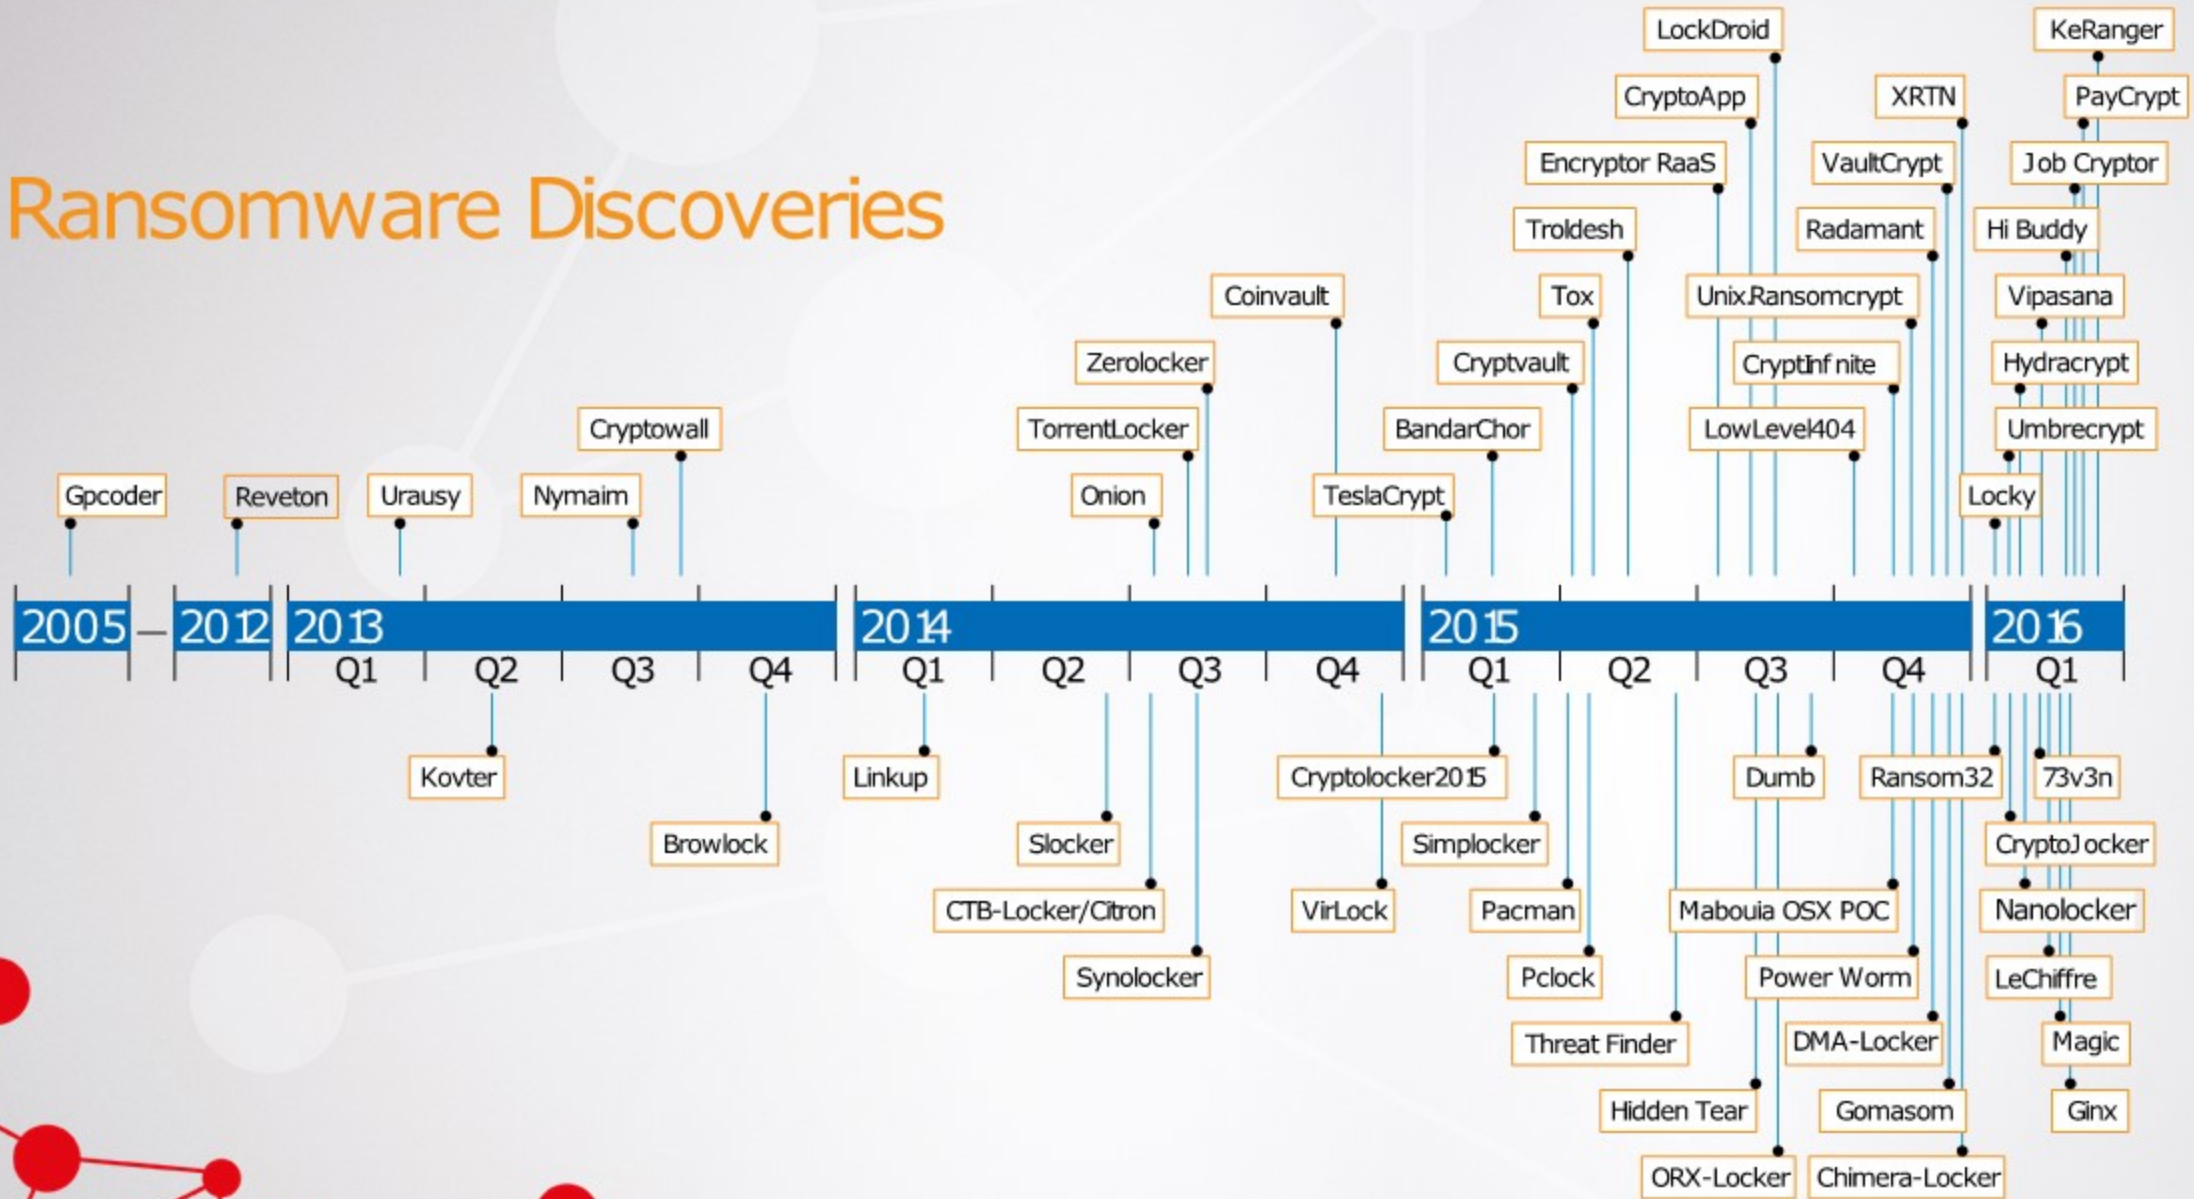 LockDroid
KeRanger
CryptoApp
XRTN
PayCrypt
Encryptor RaaS
VaultCrypt
Job Cryptor
Ransomware Discoveries
Troldesh
Radamant
Hi Buddy
Coinvault
Tox
Unix.Ransomcrypt
Vipasana
Zerolocker
Cryptvault
CryptInf nite
Hydracrypt
Cryptowall
TorrentLocker
BandarChor
LowLevel404
Umbrecrypt
Gpcoder
Reveton
Urausy
Nymaim
Onion
TeslaCrypt
Locky
2005 — 2012 2013 2014 2015 2016
Q1 Q2 Q3 Q4 Q1 Q2 Q3 Q4 Q1 Q2 Q3 Q4 Q1
Kovter
Linkup
Cryptolocker2015
Dumb
Ransom32
73v3n
Browlock
Slocker
Simplocker
CryptoJocker
CTB-Locker/Citron
VirLock
Pacman
Mabouia OSX POC
Nanolocker
Synolocker
Pclock
Power Worm
LeChiffre
Threat Finder
DMA-Locker
Magic
Hidden Tear
Gomasom
Ginx
ORX-Locker
Chimera-Locker